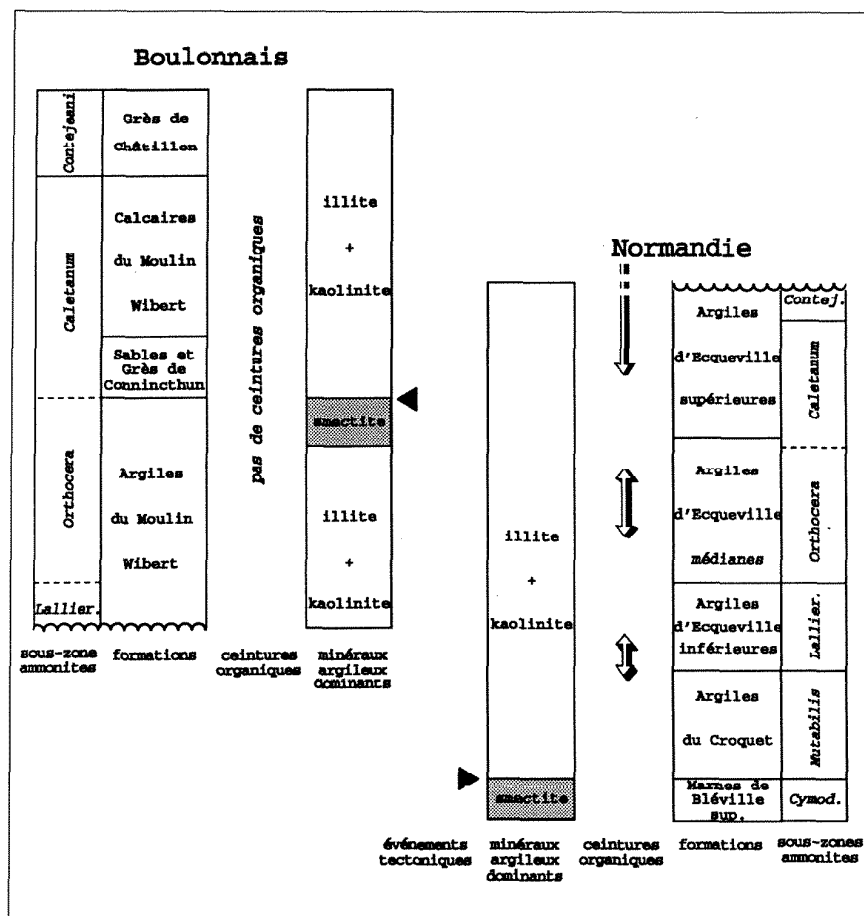 Boulonnais
Contejeani
Grès de
Châtillon
Caletanum
Calcaires
du Moulin
Wibert
Sables et
Grès de
Connincthun
Orthocera
Argiles
du Moulin
Wibert
Lallier.
pas de ceintures organiques
illite
+
kaolinite
smectite
illite
+
kaolinite
sous-zone
ammonites
formations
ceintures
organiques
minéraux
argileux
dominants
Normandie
illite
+
kaolinite
smectite
Argiles
d'Ecqueville
supérieures
Argiles
d'Ecqueville
médianes
Argiles
d'Ecqueville
inférieures
Argiles
du Croquet
Marnes de
Bléville
sup.
Contej.
Caletanum
Orthocera
Lallier.
Mutabilis
Cymod.
événements
tectoniques
minéraux
argileux
dominants
ceintures
organiques
formations
sous-zones
ammonites